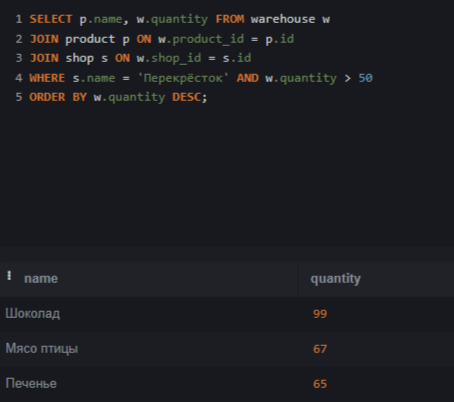 1 SELECT p.name, w.quantity FROM warehouse w
2 JOIN product p ON w.product_id = p.id
3 JOIN shop s ON w.shop_id = s.id
4 WHERE s.name = 'Перекрёсток' AND w.quantity > 50
5 ORDER BY w.quantity DESC;
name quantity
Шоколад 99
Мясо птицы 67
Печенье 65